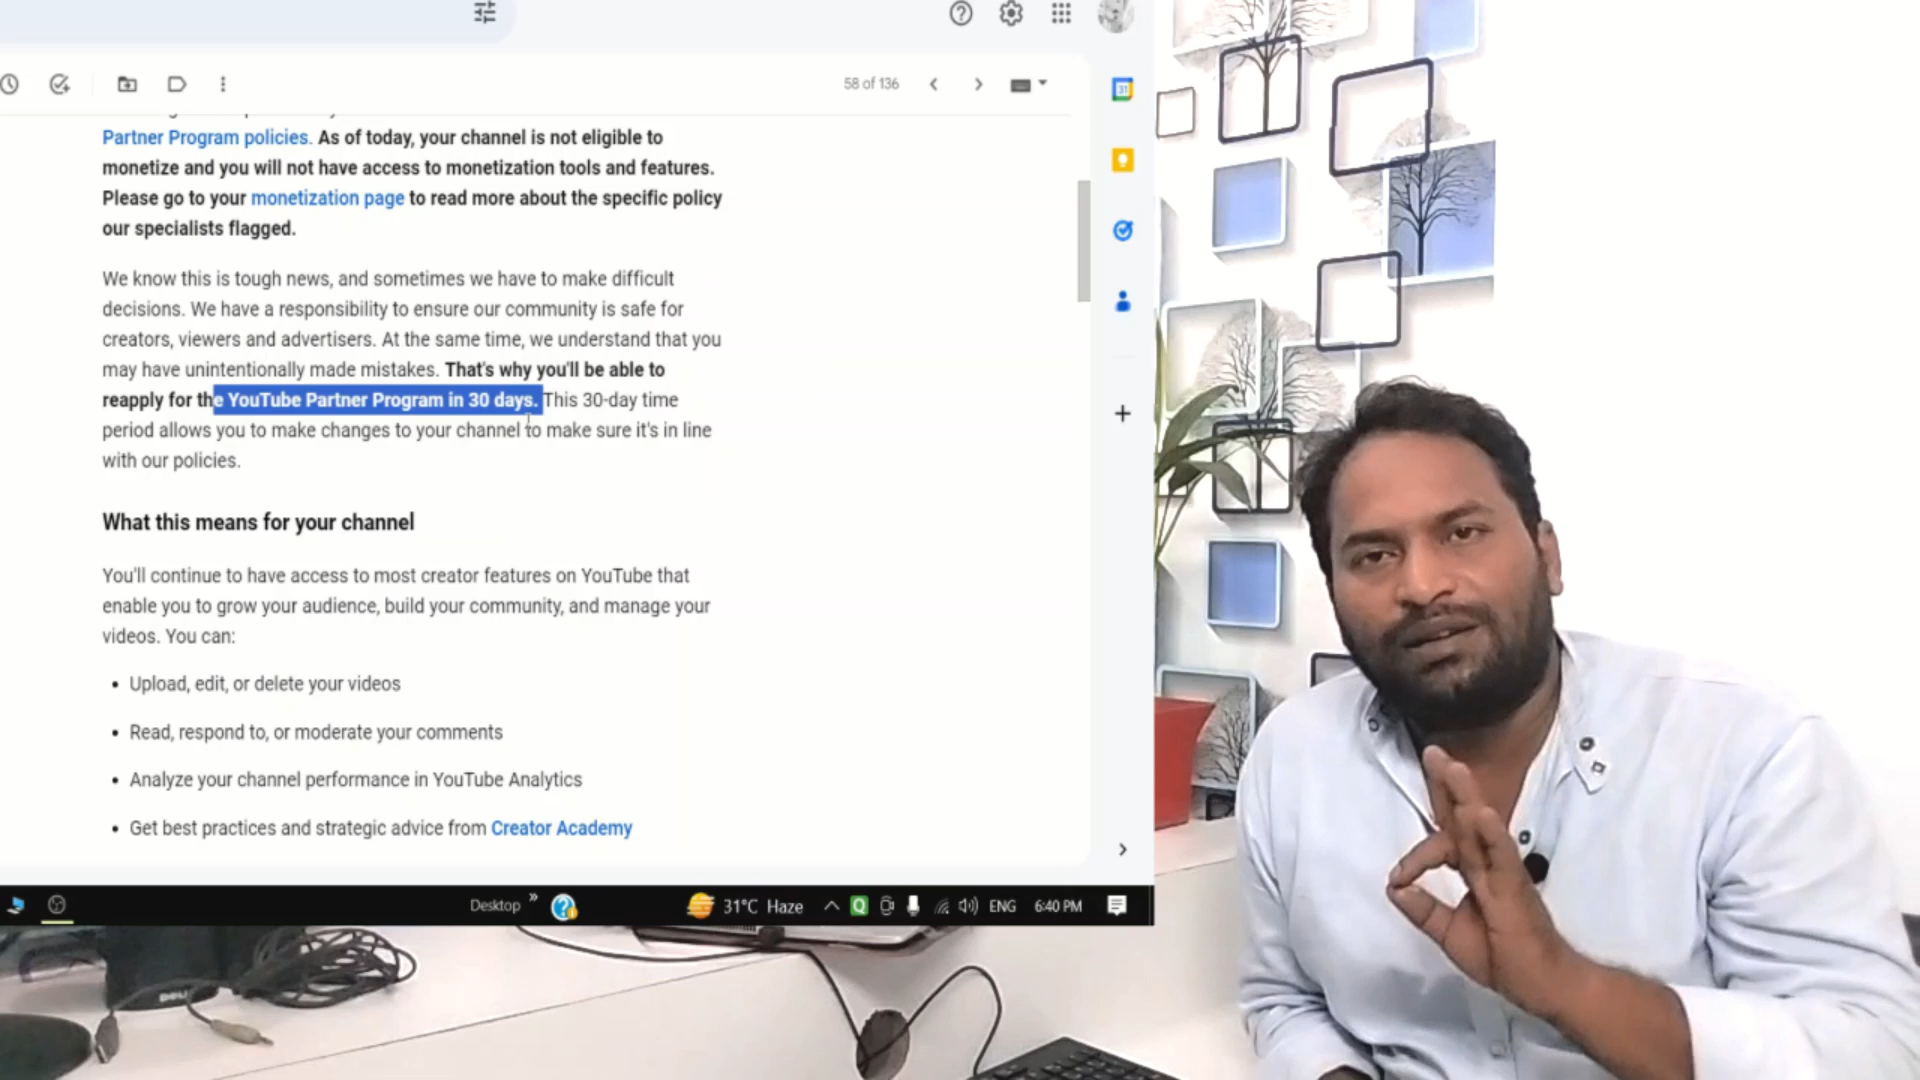 58 of 136
31
Partner Program policies. As of today, your channel is not eligible to
monetize and you will not have access to monetization tools and features.
Please go to your monetization page to read more about the specific policy
our specialists flagged.
We know this is tough news, and sometimes we have to make difficult
decisions. We have a responsibility to ensure our community is safe for
creators, viewers and advertisers. At the same time, we understand that you
may have unintentionally made mistakes. That's why you'll be able to
reapply for the YouTube Partner Program in 30 days. This 30-day time
period allows you to make changes to your channel to make sure it's in line
with our policies.
What this means for your channel
You'll continue to have access to most creator features on YouTube that
enable you to grow your audience, build your community, and manage your
videos. You can:
• Upload, edit, or delete your videos
• Read, respond to, or moderate your comments
• Analyze your channel performance in YouTube Analytics
• Get best practices and strategic advice from Creator Academy
Desktop
31°C Haze
ENG
6:40 PM
DELL